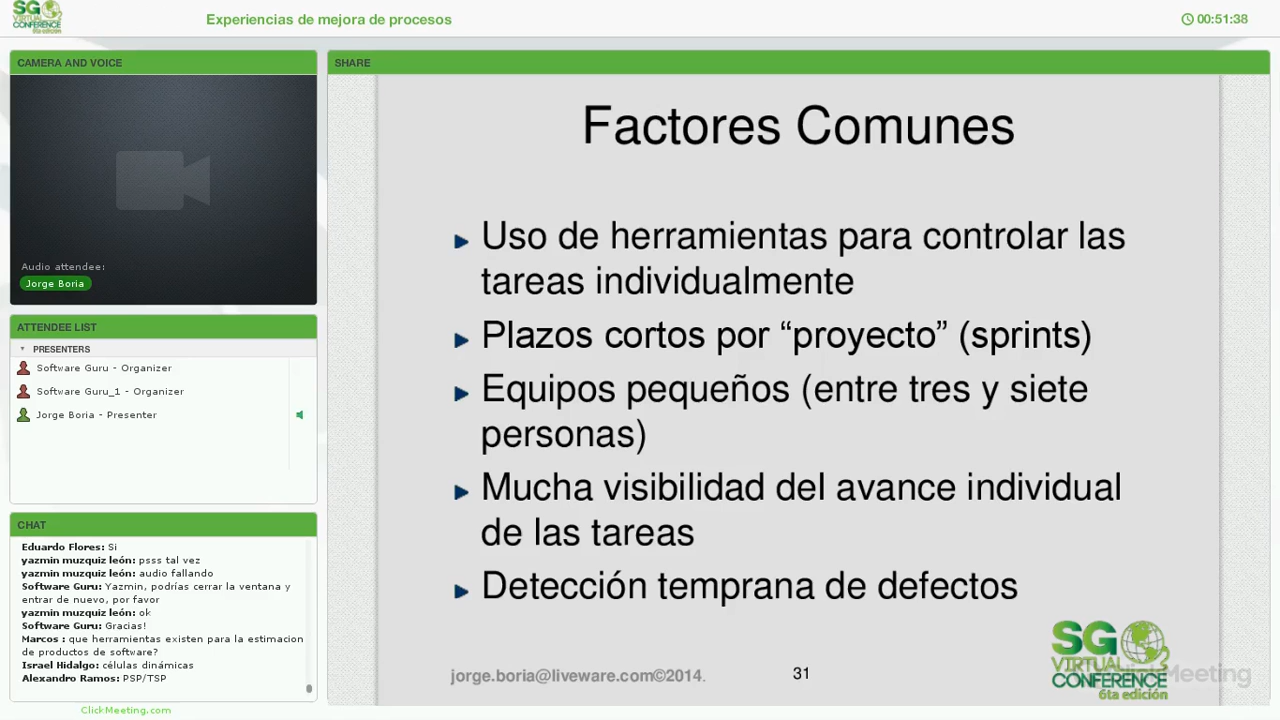 SG
VIRTUAL
CONFERENCE
6ta edición
Experiencias de mejora de procesos
00:51:38
CAMERA AND VOICE
Audio attendee:
Jorge Boria
ATTENDEE LIST
PRESENTERS
Software Guru - Organizer
Software Guru_1 - Organizer
Jorge Boria - Presenter
CHAT
Eduardo Flores: Si
yazmin muzquiz león: psss tal vez
yazmin muzquiz león: audio fallando
Software Guru: Yazmin, podrías cerrar la ventana y
entrar de nuevo, por favor
yazmin muzquiz león: ok
Software Guru: Gracias!
Marcos : que herramientas existen para la estimacion
de productos de software?
Israel Hidalgo: células dinámicas
Alexandro Ramos: PSP/TSP
ClickMeeting.com
SHARE
Factores Comunes
Uso de herramientas para controlar las
tareas individualmente
Plazos cortos por “proyecto” (sprints)
Equipos pequeños (entre tres y siete
personas)
Mucha visibilidad del avance individual
de las tareas
Detección temprana de defectos
jorge.boria@liveware.com©2014.
31
SG
VIRTUAL
CONFERENCE
6ta edición
Meeting